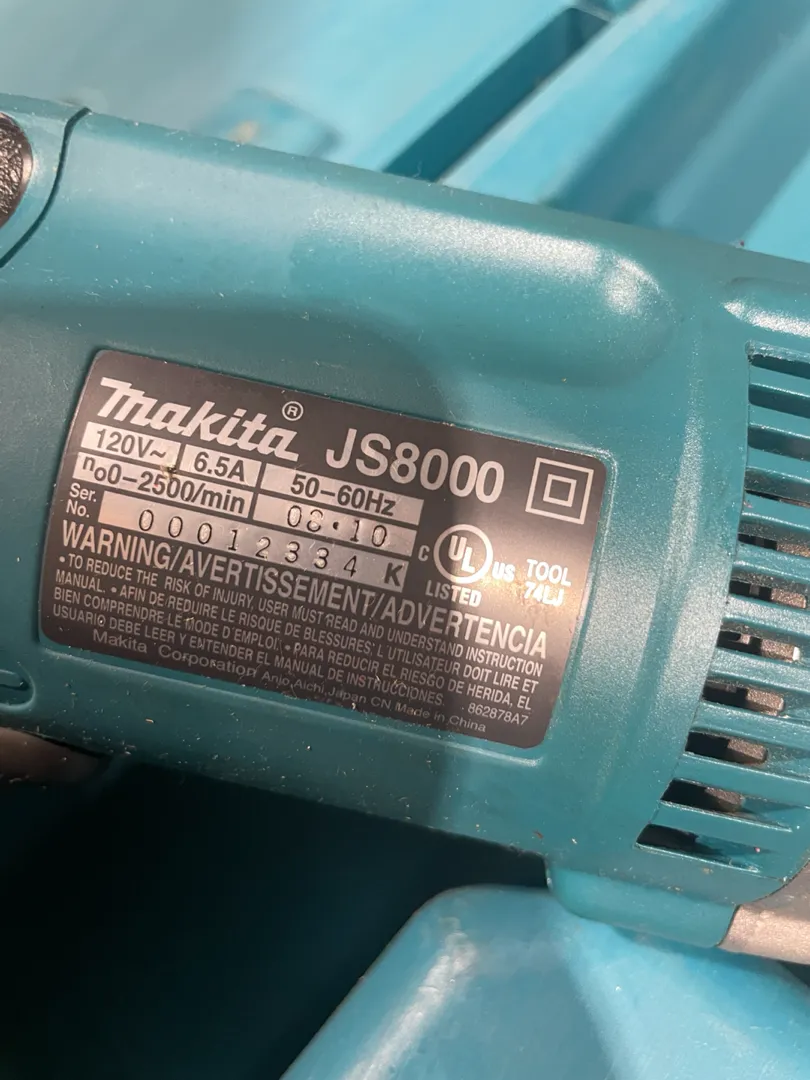 makita ® JS8000
120V~ 6.5A 50-60Hz
n₀0-2500/min 08•10
Ser. No. 00012334 K
C UL US LISTED TOOL 74LJ
WARNING/AVERTISSEMENT/ADVERTENCIA
• TO REDUCE THE RISK OF INJURY, USER MUST READ AND UNDERSTAND INSTRUCTION
MANUAL. • AFIN DE REDUIRE LE RISQUE DE BLESSURES, L'UTILISATEUR DOIT LIRE ET
BIEN COMPRENDRE LE MODE D'EMPLOI. • PARA REDUCIR EL RIESGO DE HERIDA, EL
USUARIO DEBE LEER Y ENTENDER EL MANUAL DE INSTRUCCIONES. 862878A7
Makita Corporation Anjo, Aichi, Japan CN Made in China